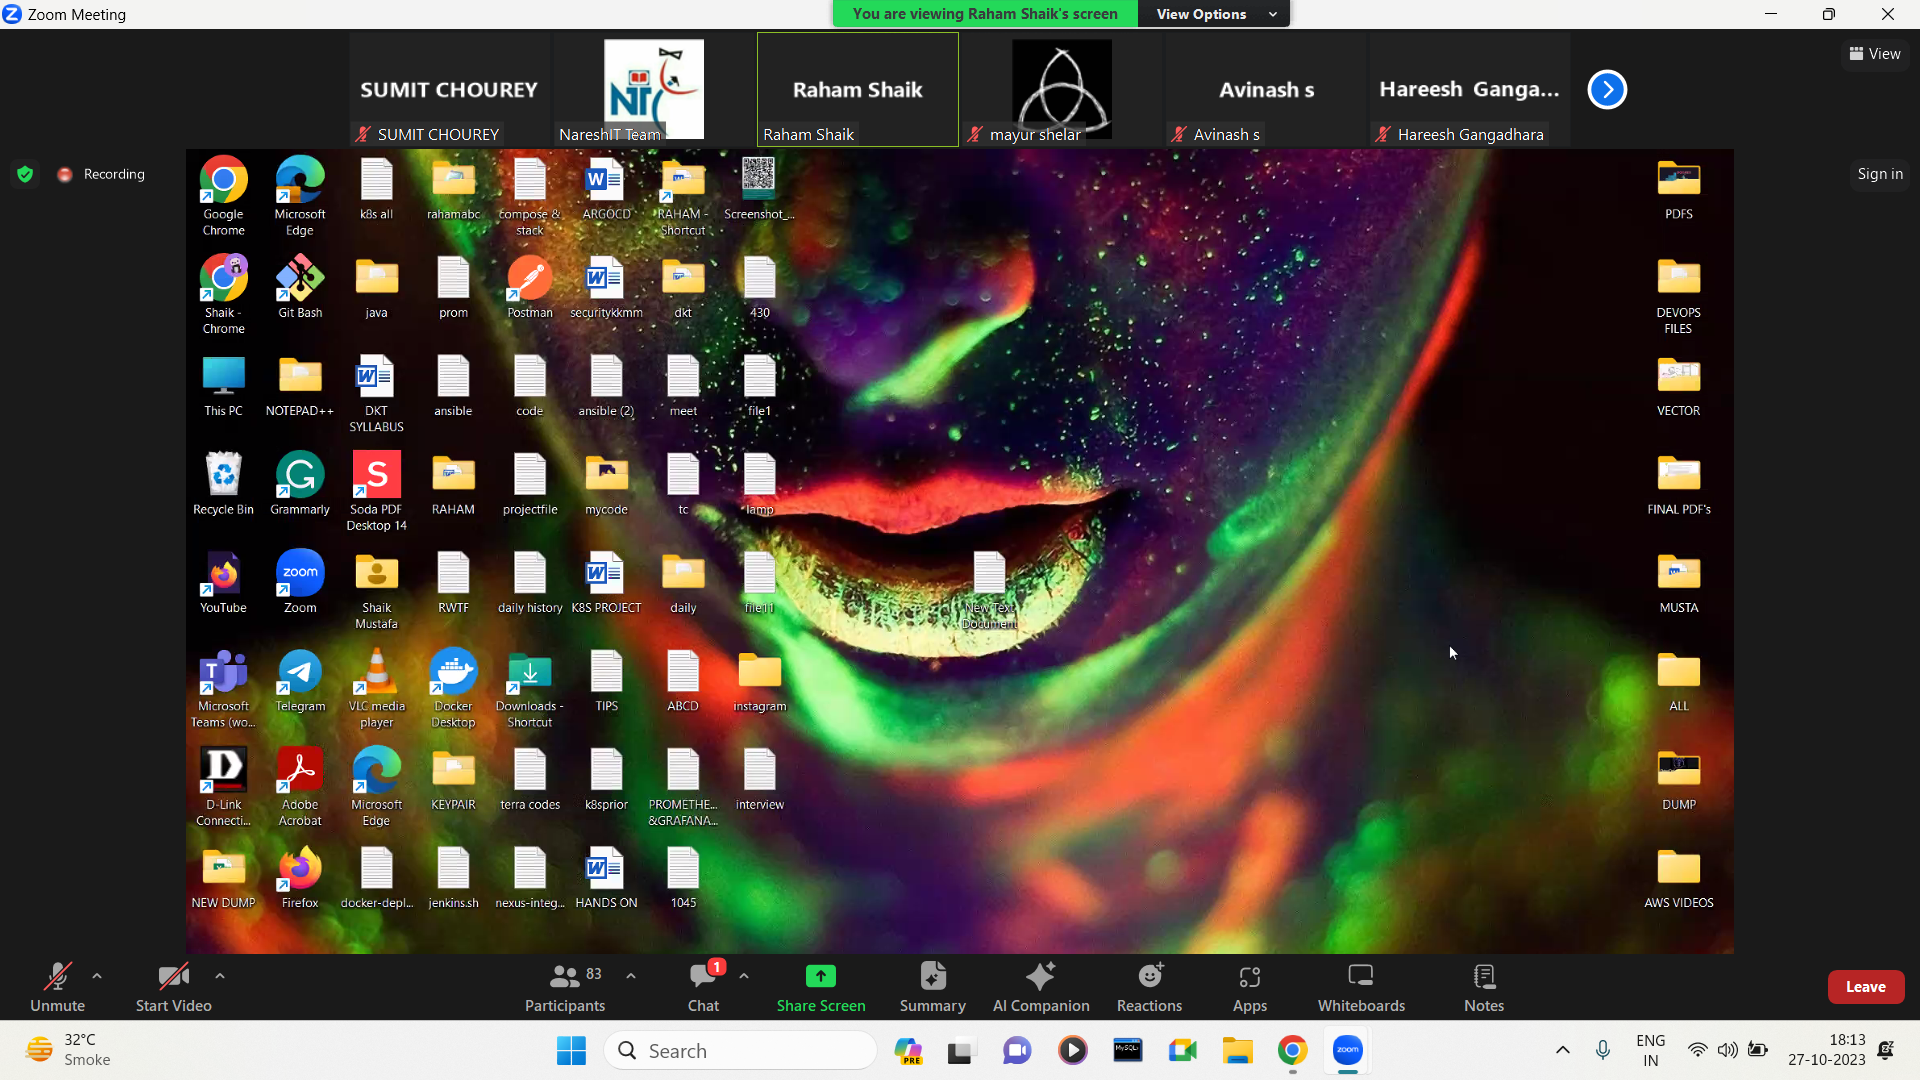 Zoom Meeting
You are viewing Raham Shaik's screen
View Options
View
SUMIT CHOUREY
SUMIT CHOUREY
NT
NareshIT Team
Raham Shaik
Raham Shaik
mayur shelar
Avinash s
Avinash s
Hareesh Ganga...
Hareesh Gangadhara
Recording
Sign in
Google
Chrome
Microsoft
Edge
k8s all
rahamabc
compose &
stack
ARGOCD
RAHAM -
Shortcut
Screenshot_...
PDFS
Shaik -
Chrome
Git Bash
java
prom
Postman
securitykkmm
dkt
430
DEVOPS
FILES
This PC
NOTEPAD++
DKT
SYLLABUS
ansible
code
ansible (2)
meet
file1
VECTOR
Recycle Bin
Grammarly
Soda PDF
Desktop 14
RAHAM
projectfile
mycode
tc
lamp
FINAL PDF's
YouTube
zoom
Zoom
Shaik
Mustafa
RWTF
daily history
K8S PROJECT
daily
file11
New Text
Document
MUSTA
Microsoft
Teams (wo...
Telegram
VLC media
player
Docker
Desktop
Downloads -
Shortcut
TIPS
ABCD
instagram
ALL
D-Link
Connecti...
Adobe
Acrobat
Microsoft
Edge
KEYPAIR
terra codes
k8sprior
PROMETHE...
&GRAFANA...
interview
DUMP
NEW DUMP
Firefox
docker-depl...
jenkins.sh
nexus-integ...
HANDS ON
1045
AWS VIDEOS
Unmute
Start Video
83
Participants
1
Chat
Share Screen
Summary
AI Companion
Reactions
Apps
Whiteboards
Notes
Leave
32°C
Smoke
Search
PRE
MySQL
zoom
ENG
IN
18:13
27-10-2023